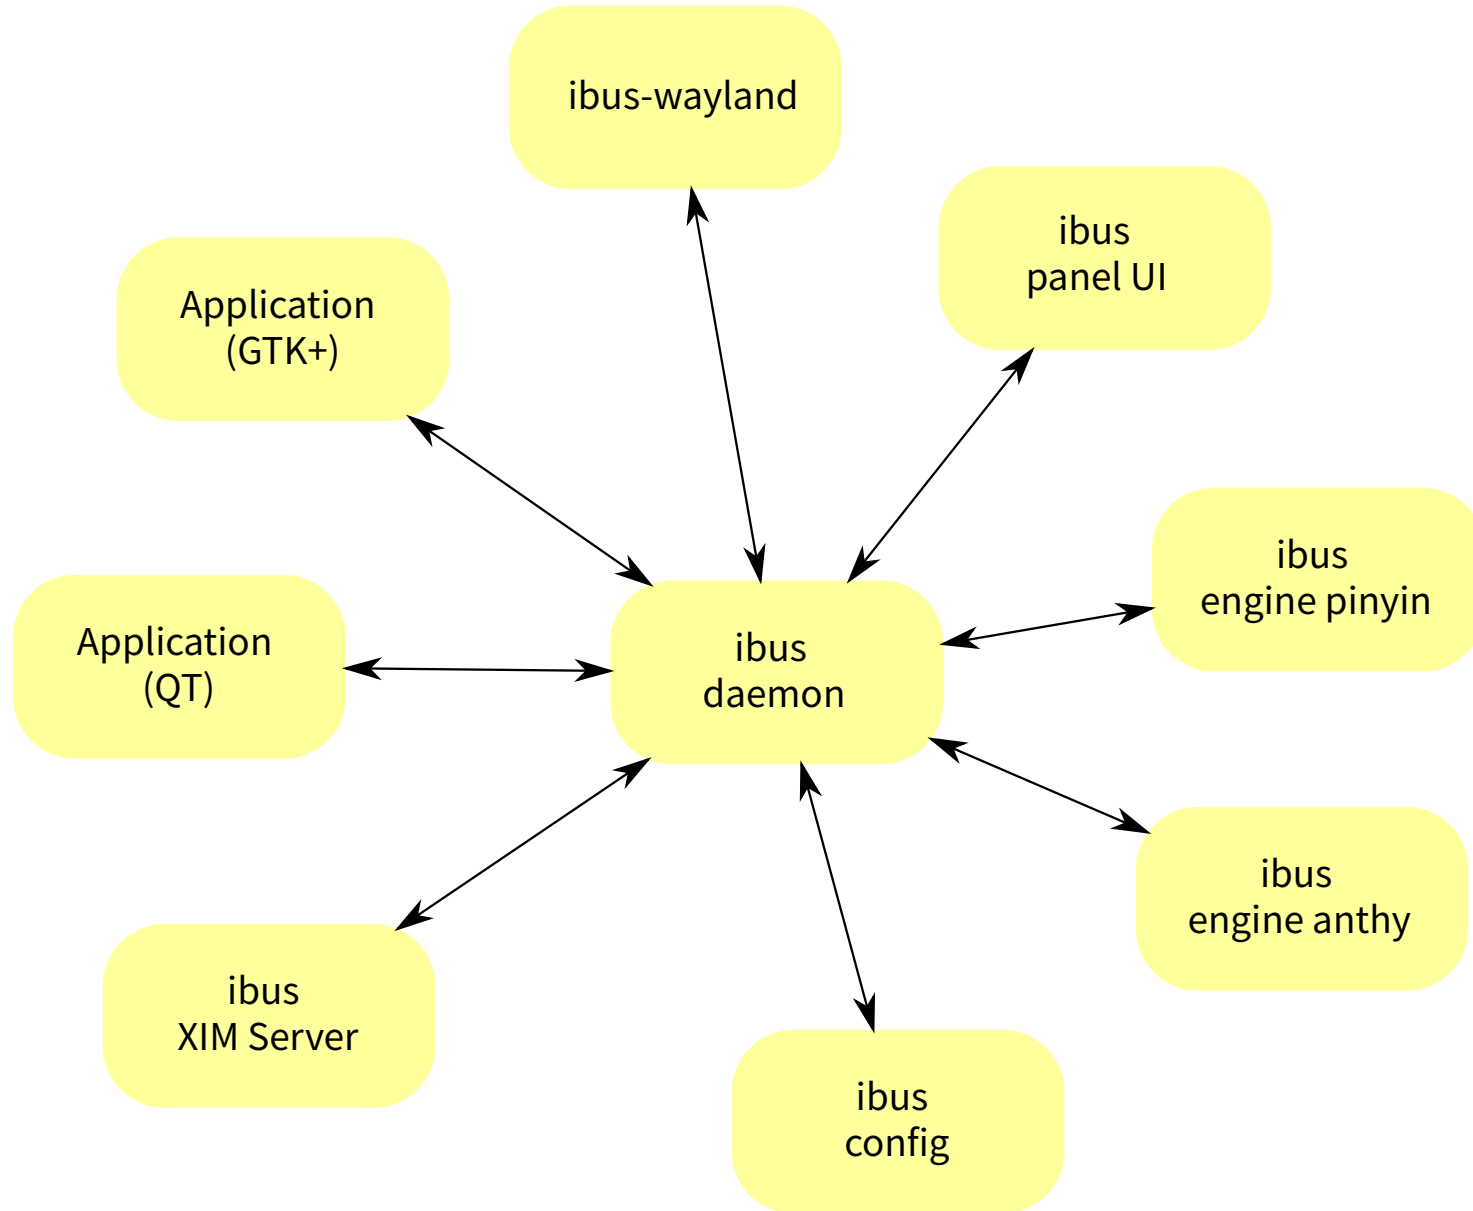 ibus-wayland
ibus
panel UI
Application
(GTK+)
ibus
engine pinyin
Application
(QT)
ibus
daemon
ibus
engine anthy
ibus
XIM Server
ibus
config